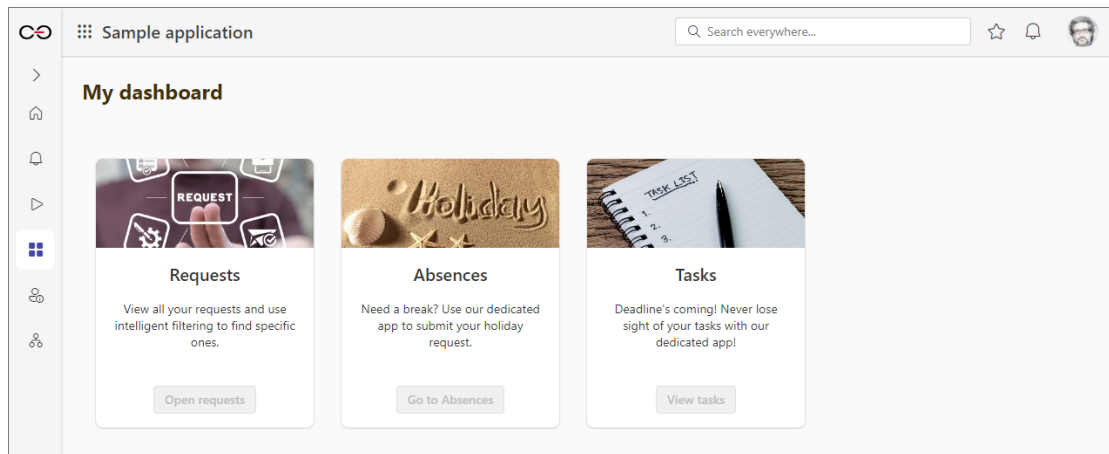 Sample application
Search everywhere...
My dashboard
REQUEST
Holiday
TASK LIST
1.
2.
3.
Requests
Absences
Tasks
View all your requests and use
intelligent filtering to find specific
ones.
Need a break? Use our dedicated
app to submit your holiday
request.
Deadline's coming! Never lose
sight of your tasks with our
dedicated app!
Open requests
Go to Absences
View tasks